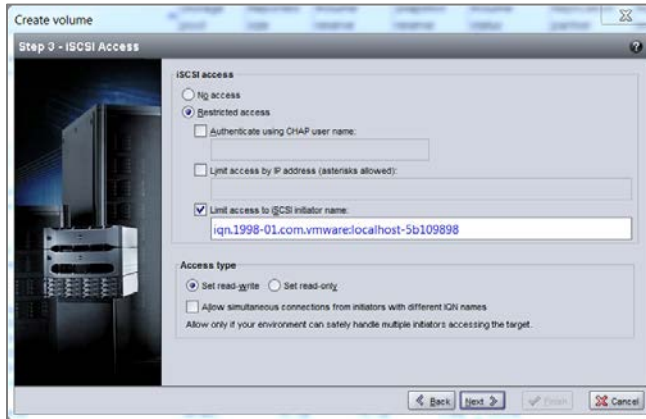 Create volume
Step 3 - iSCSI Access
iSCSI access
No access
Restricted access
Authenticate using CHAP user name:
Limit access by IP address (asterisks allowed):
Limit access to iSCSI initiator name:
iqn.1998-01.com.vmware:localhost-5b109898
Access type
Set read-write Set read-only
Allow simultaneous connections from initiators with different IQN names
Allow only if your environment can safely handle multiple initiators accessing the target.
Back Next Finish Cancel